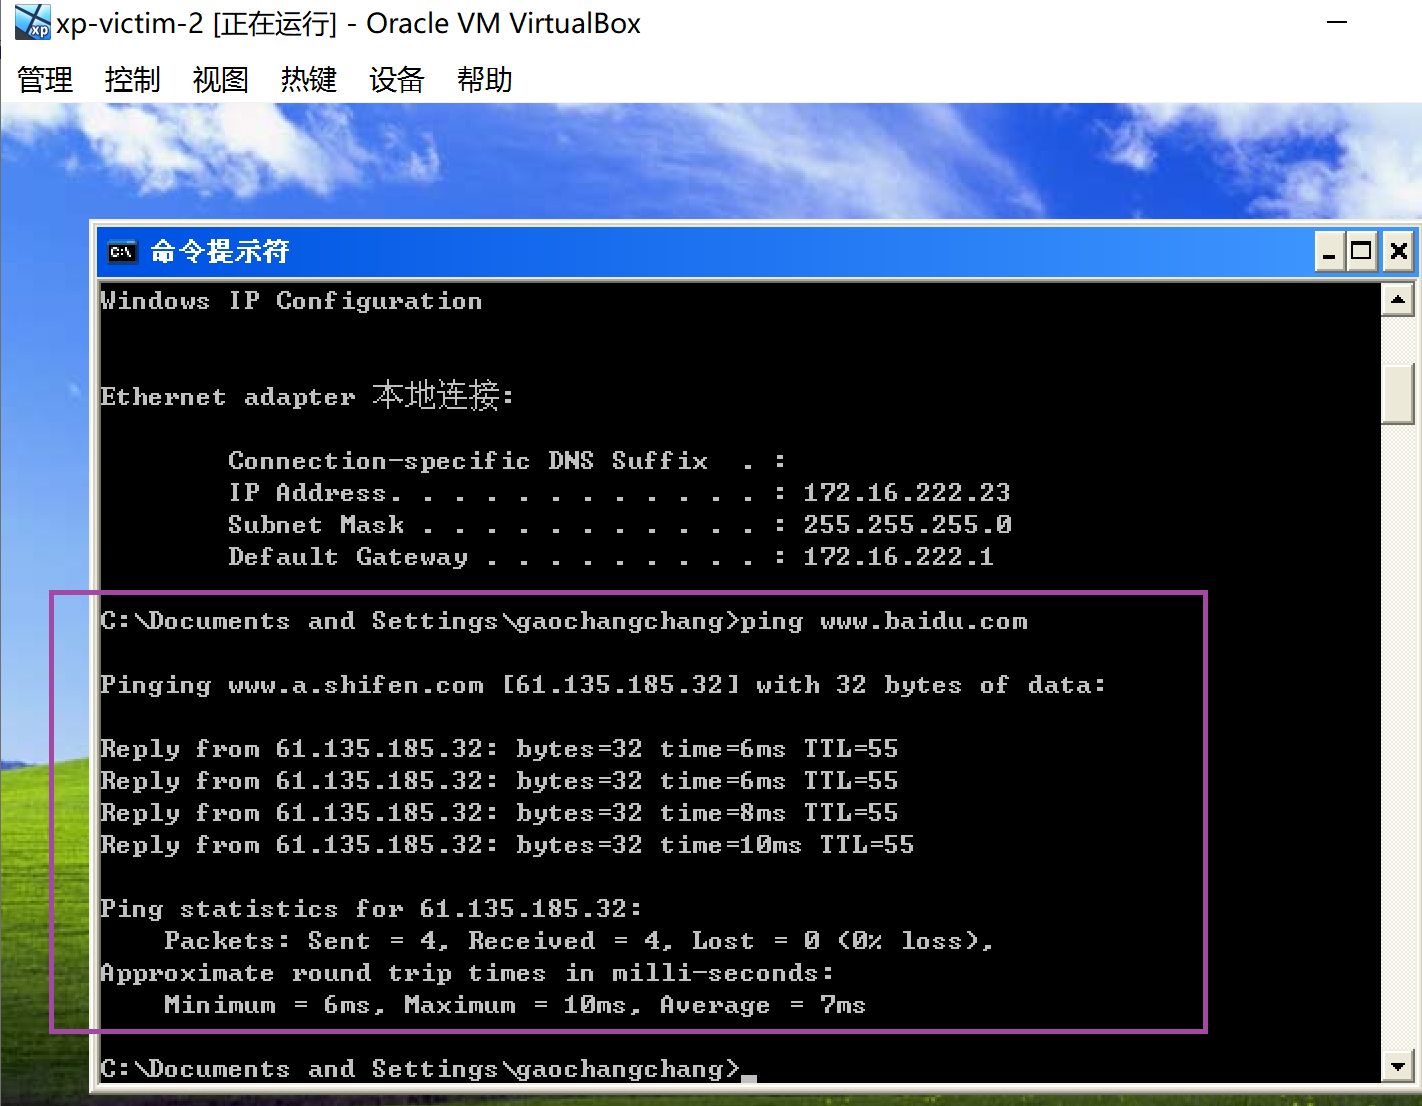 xp-victim-2 [正在运行] - Oracle VM VirtualBox
管理 控制 视图 热键 设备 帮助
命令提示符
Windows IP Configuration
Ethernet adapter 本地连接:
Connection-specific DNS Suffix  . :
IP Address. . . . . . . . . . . . : 172.16.222.23
Subnet Mask . . . . . . . . . . . : 255.255.255.0
Default Gateway . . . . . . . . . : 172.16.222.1
C:\Documents and Settings\gaochangchang>ping www.baidu.com
Pinging www.a.shifen.com [61.135.185.32] with 32 bytes of data:
Reply from 61.135.185.32: bytes=32 time=6ms TTL=55
Reply from 61.135.185.32: bytes=32 time=6ms TTL=55
Reply from 61.135.185.32: bytes=32 time=8ms TTL=55
Reply from 61.135.185.32: bytes=32 time=10ms TTL=55
Ping statistics for 61.135.185.32:
Packets: Sent = 4, Received = 4, Lost = 0 (0% loss),
Approximate round trip times in milli-seconds:
Minimum = 6ms, Maximum = 10ms, Average = 7ms
C:\Documents and Settings\gaochangchang>_